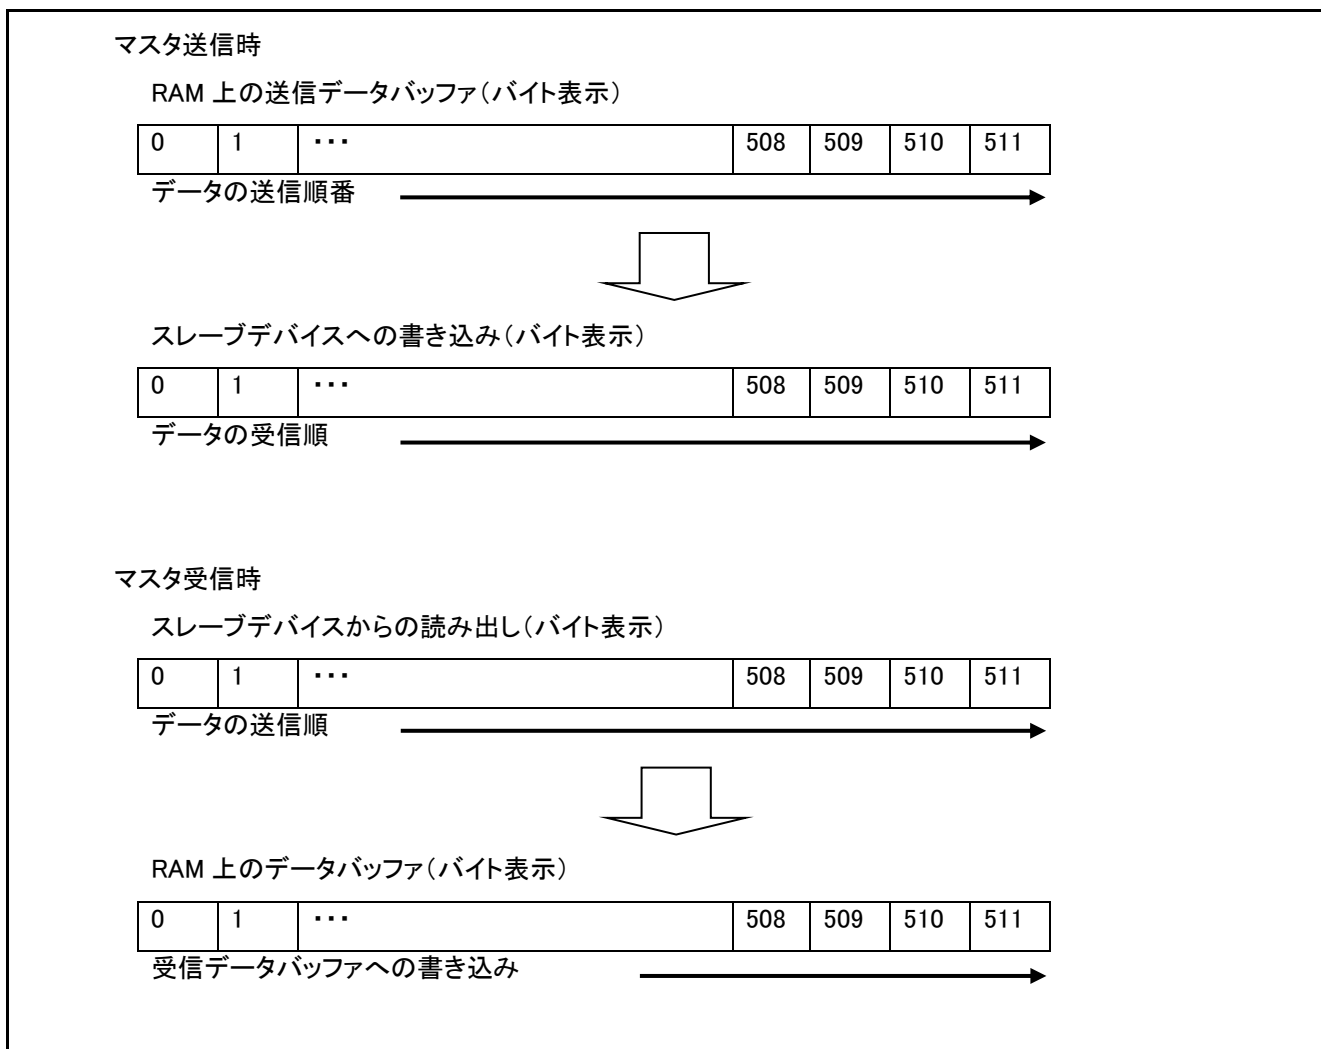 マスタ送信時
RAM 上の送信データバッファ(バイト表示)
0 1 ・・・ 508 509 510 511
データの送信順番
スレーブデバイスへの書き込み(バイト表示)
0 1 ・・・ 508 509 510 511
データの受信順
マスタ受信時
スレーブデバイスからの読み出し(バイト表示)
0 1 ・・・ 508 509 510 511
データの送信順
RAM 上のデータバッファ(バイト表示)
0 1 ・・・ 508 509 510 511
受信データバッファへの書き込み